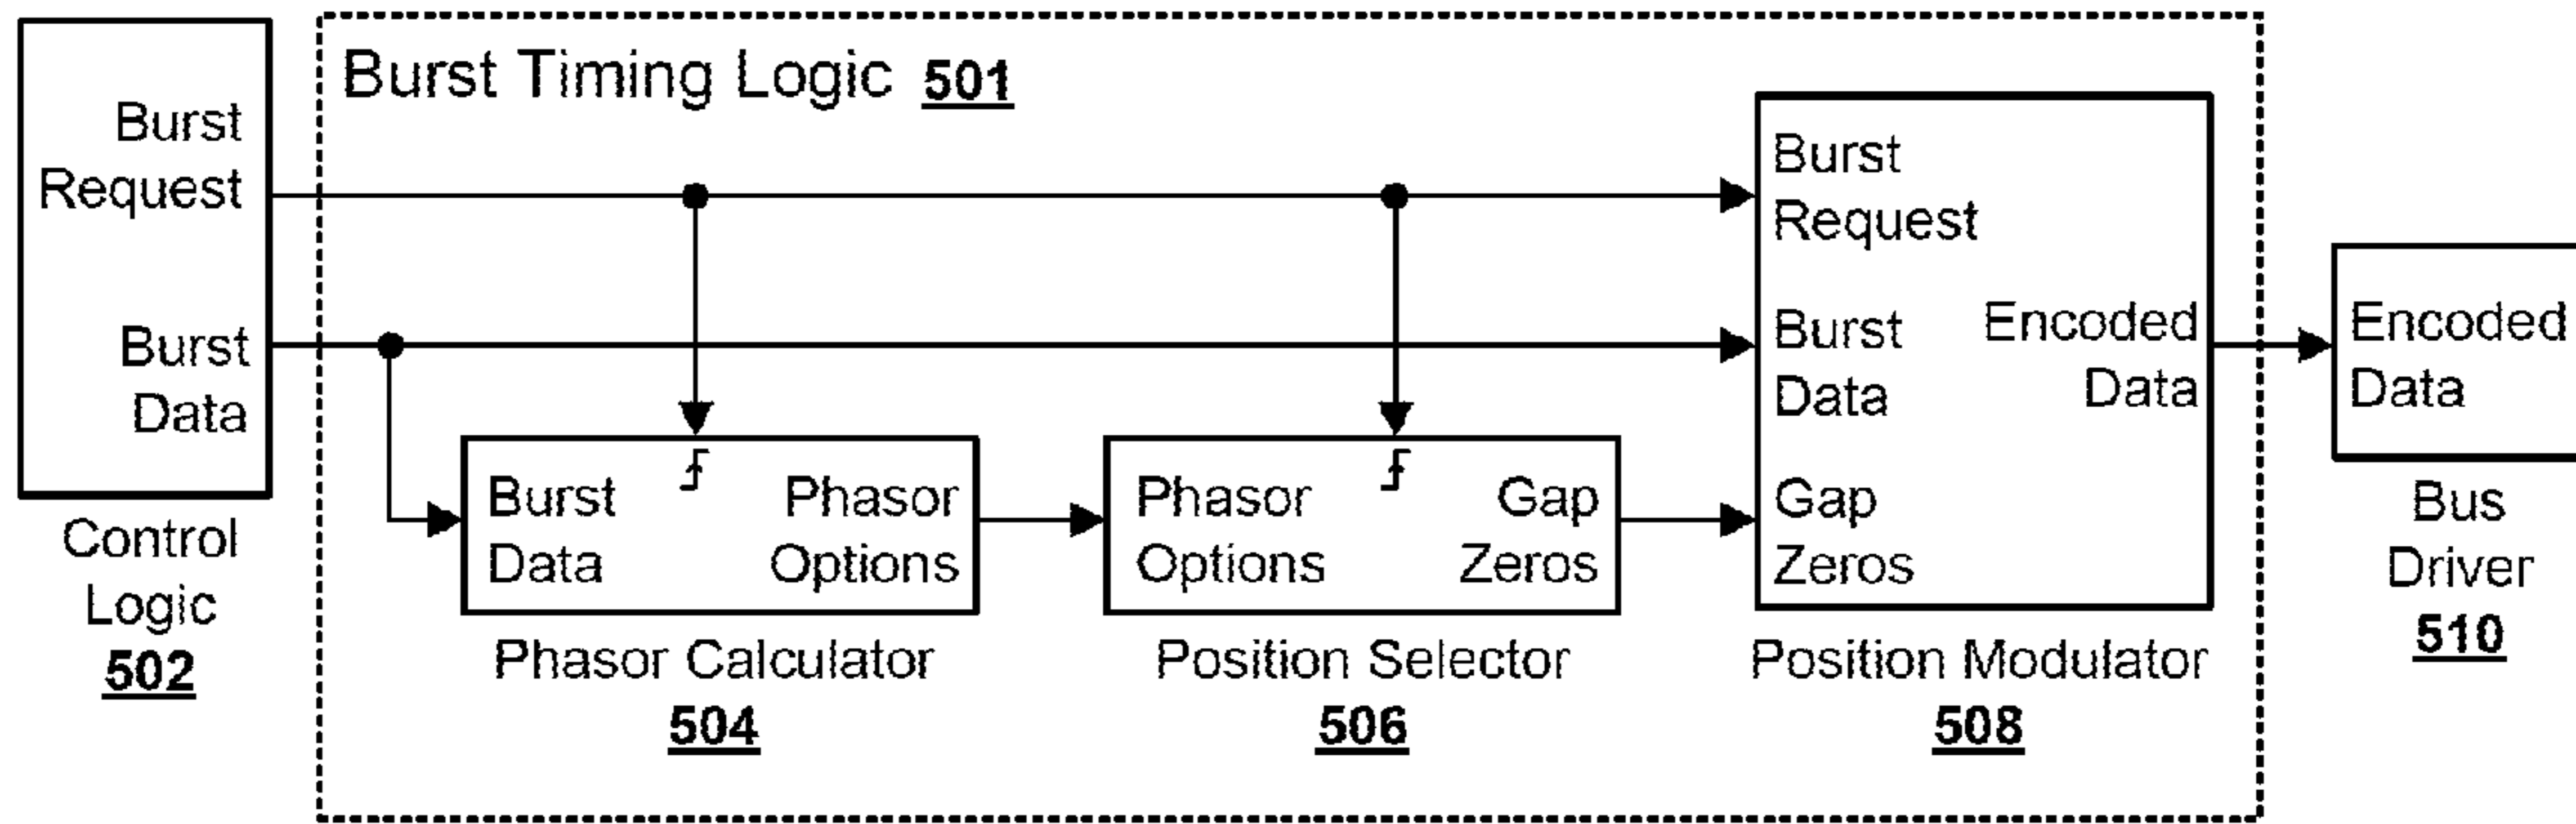 Burst Timing Logic 501
Burst
Request
Burst
Data
Control
Logic
502
Burst
Data
Phasor
Options
Phasor Calculator
504
Phasor
Options
Gap
Zeros
Position Selector
506
Burst
Request
Burst
Data
Gap
Zeros
Encoded
Data
Position Modulator
508
Encoded
Data
Bus
Driver
510